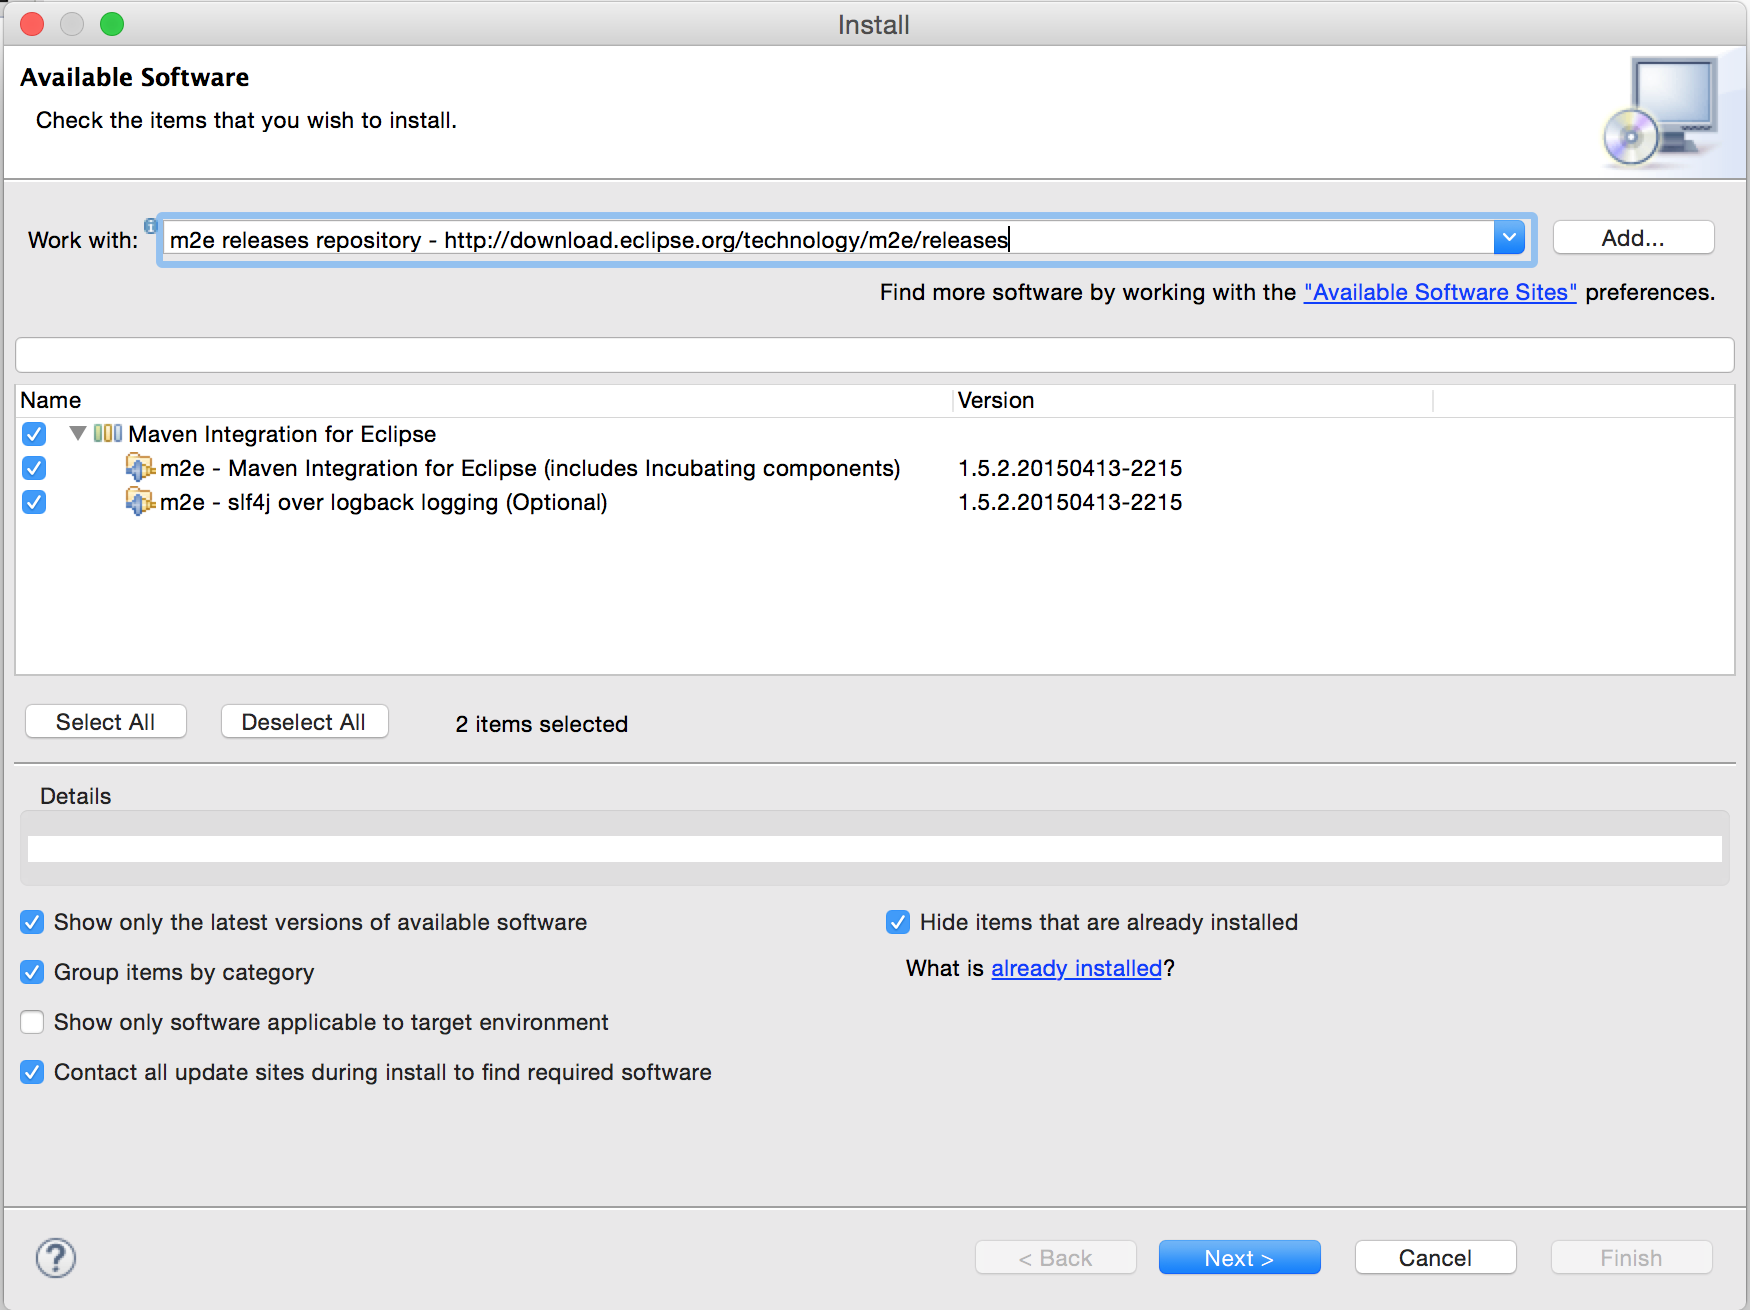 Install
Available Software
Check the items that you wish to install.
Work with: m2e releases repository - http://download.eclipse.org/technology/m2e/releases Add...
Find more software by working with the "Available Software Sites" preferences.
Name Version
Maven Integration for Eclipse
m2e - Maven Integration for Eclipse (includes Incubating components) 1.5.2.20150413-2215
m2e - slf4j over logback logging (Optional) 1.5.2.20150413-2215
Select All Deselect All 2 items selected
Details
Show only the latest versions of available software Hide items that are already installed
Group items by category What is already installed?
Show only software applicable to target environment
Contact all update sites during install to find required software
? < Back Next > Cancel Finish